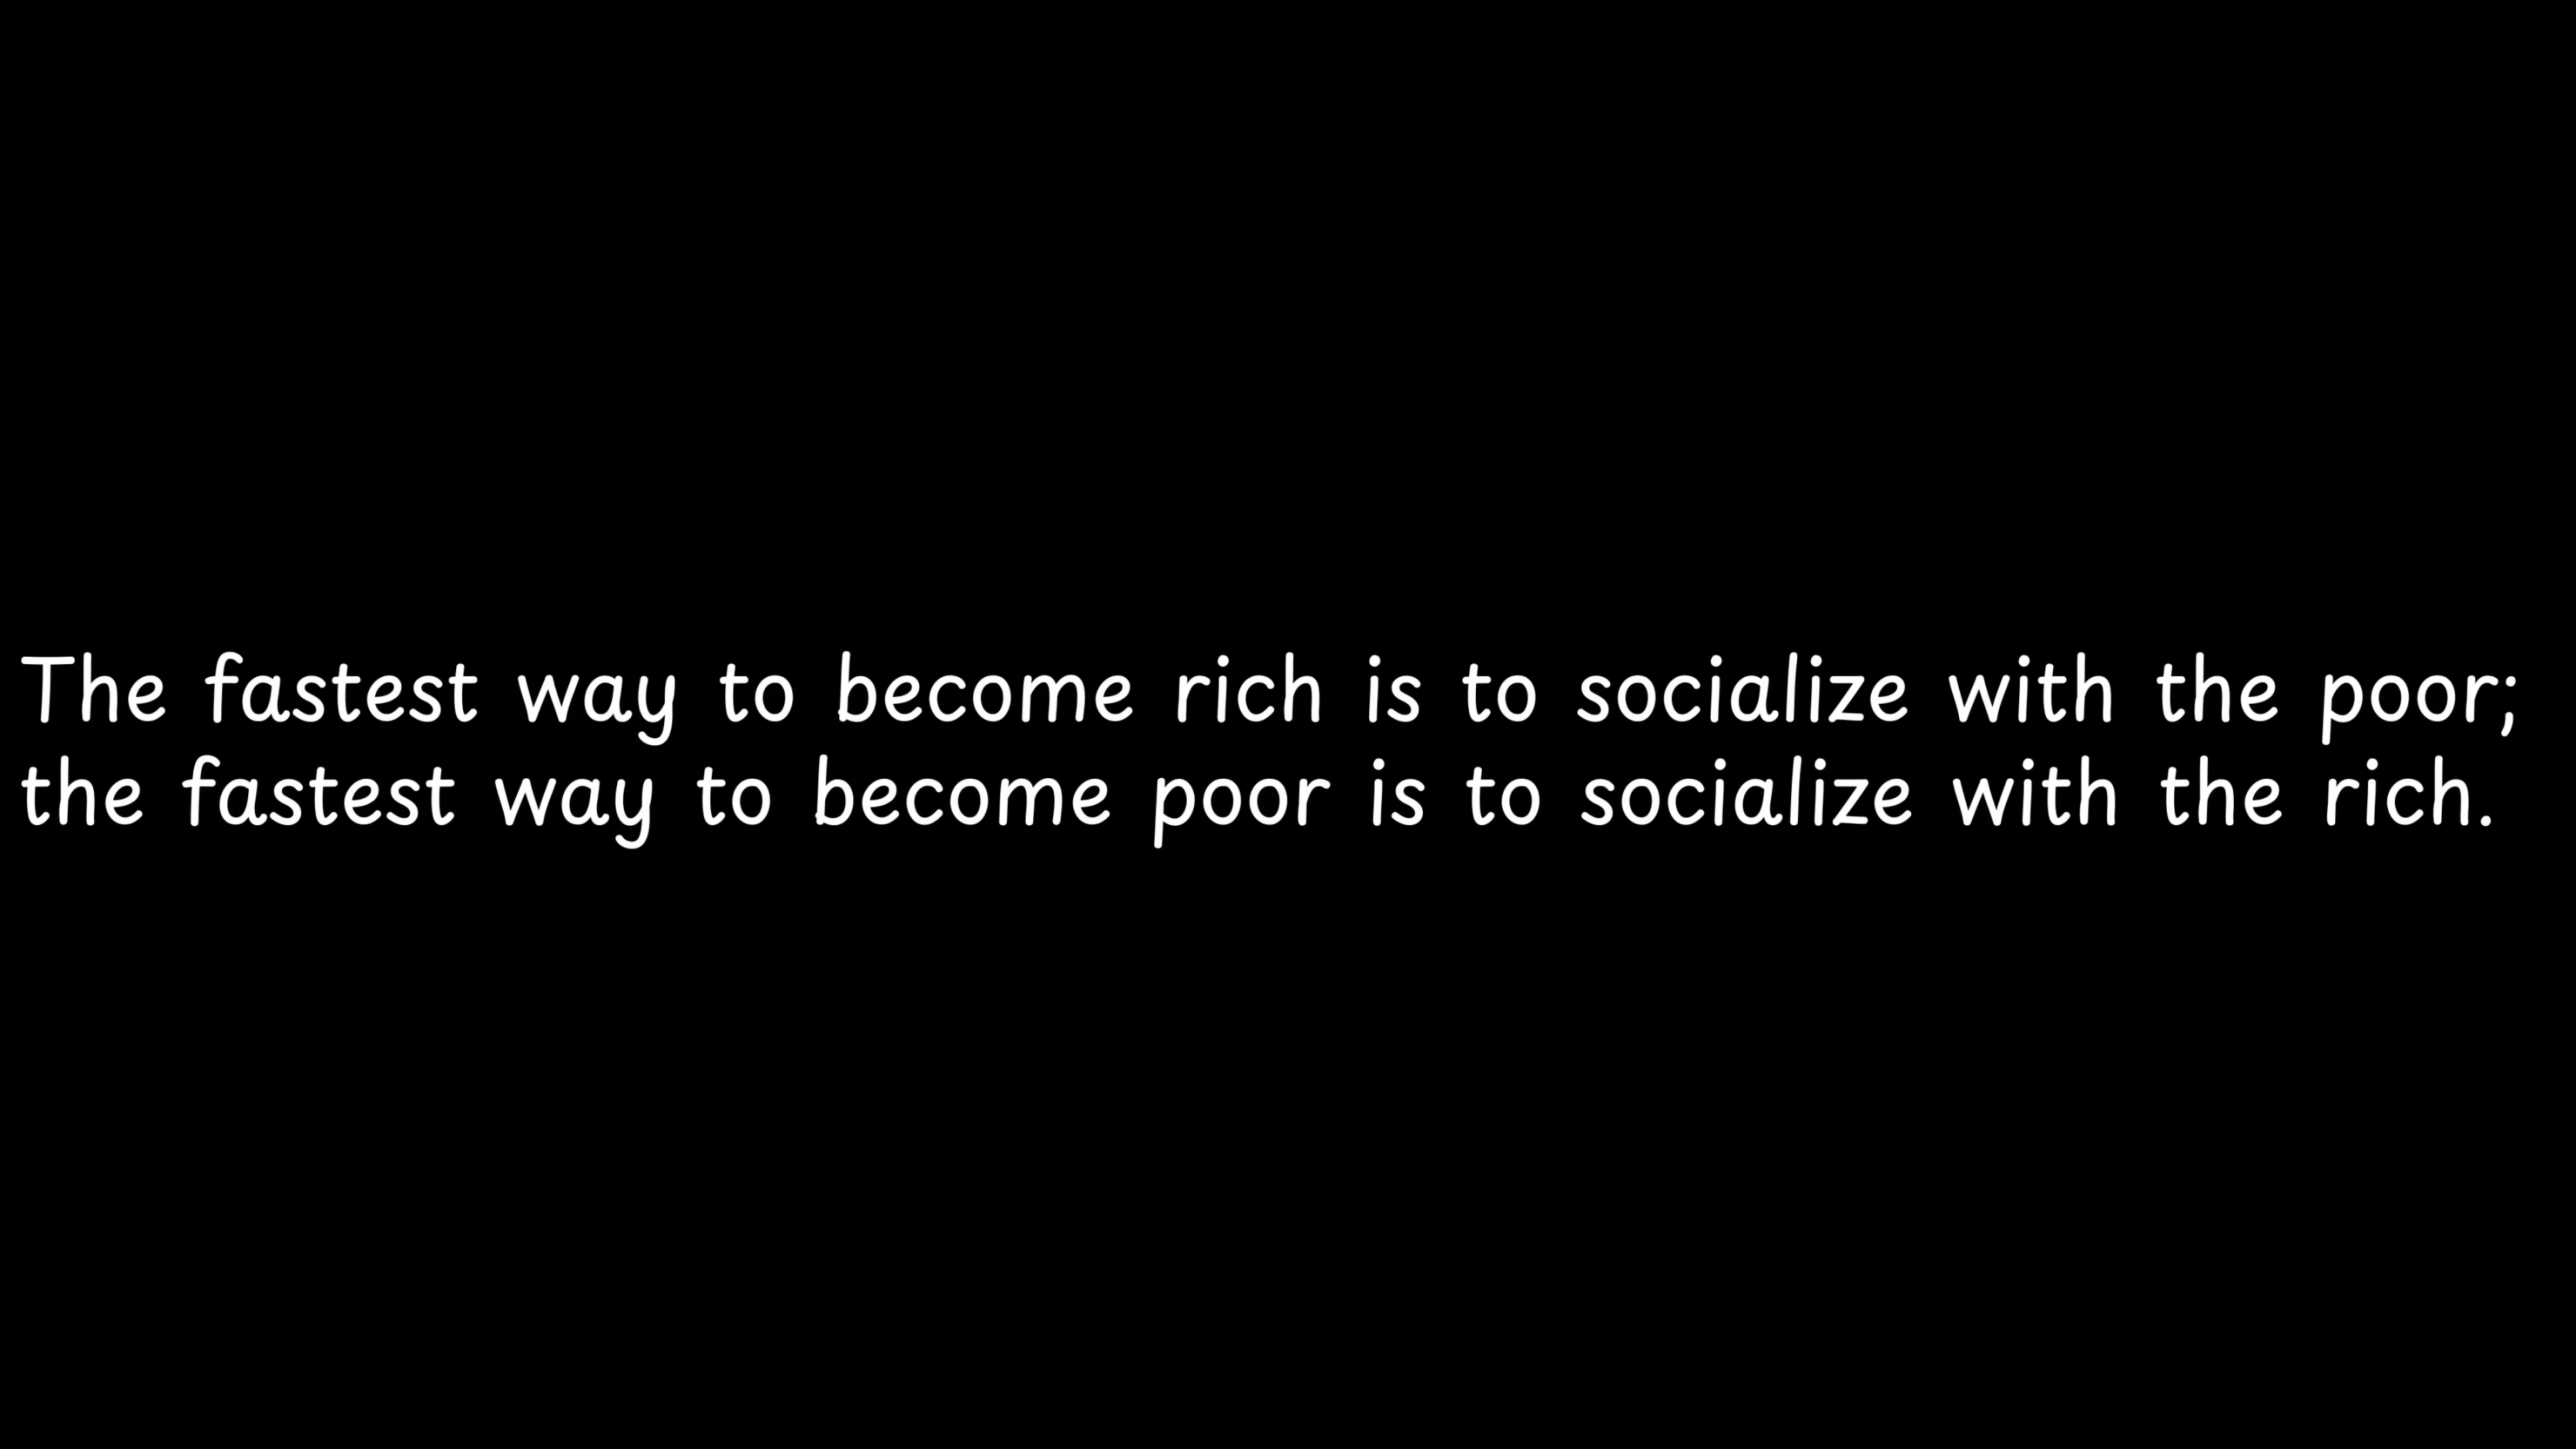 The fastest way to become rich is to socialize with the poor;
the fastest way to become poor is to socialize with the rich.